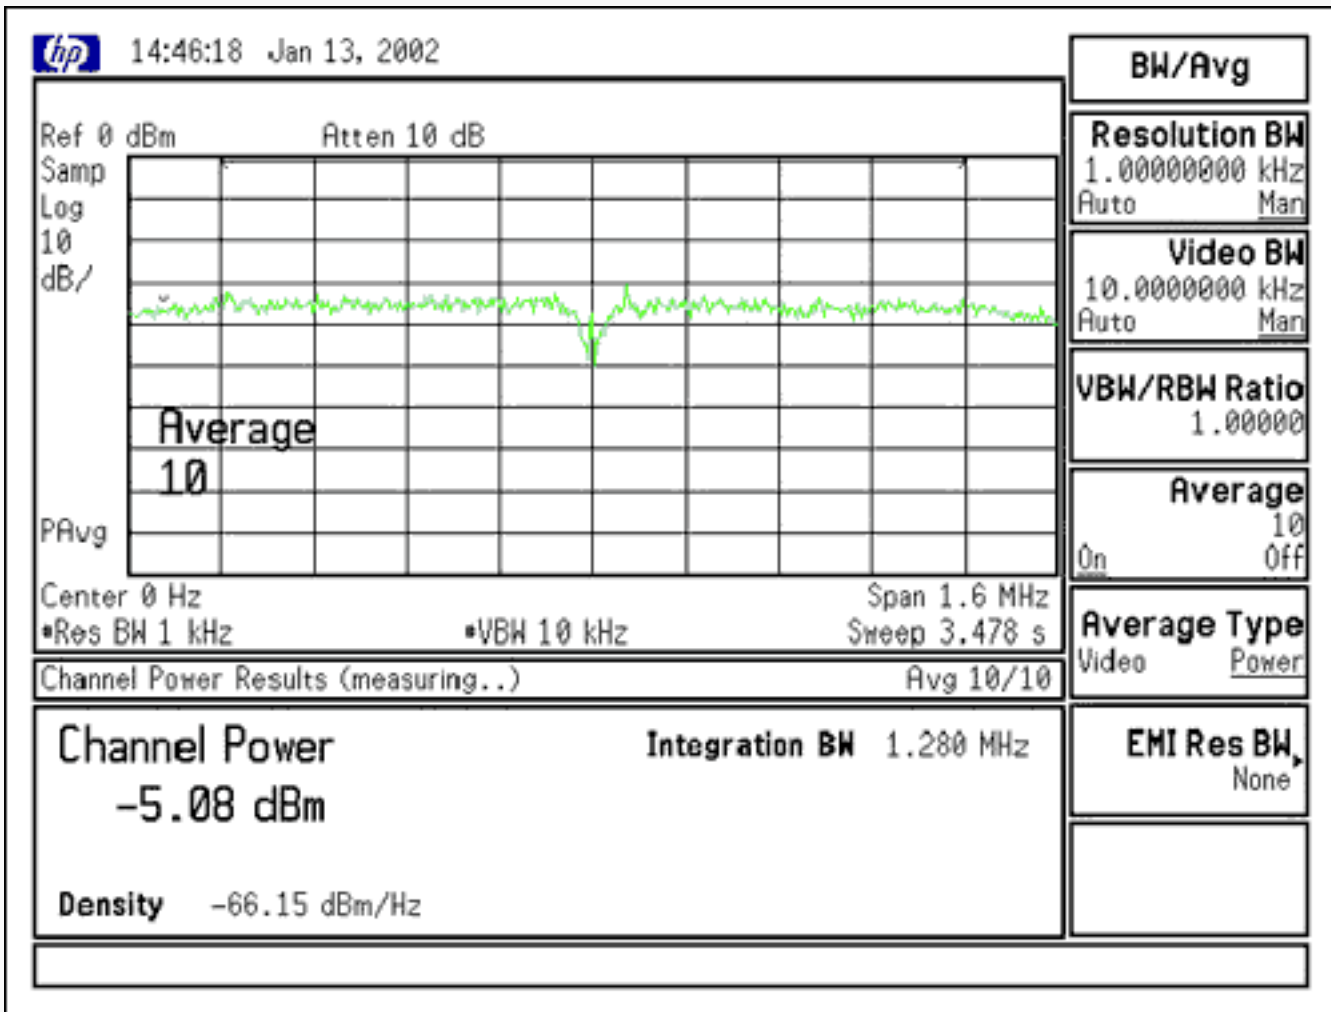 hp 14:46:18 Jan 13, 2002
Ref 0 dBm Atten 10 dB
Samp
Log
10
dB/
Average
10
PAvg
Center 0 Hz Span 1.6 MHz
*Res BW 1 kHz *VBW 10 kHz Sweep 3.478 s
Channel Power Results (measuring..) Avg 10/10
Channel Power
-5.08 dBm
Integration BW 1.280 MHz
Density -66.15 dBm/Hz
BW/Avg
Resolution BW
1.00000000 kHz
Auto Man
Video BW
10.0000000 kHz
Auto Man
VBW/RBW Ratio
1.00000
Average
10
On Off
Average Type
Video Power
EMI Res BW
None